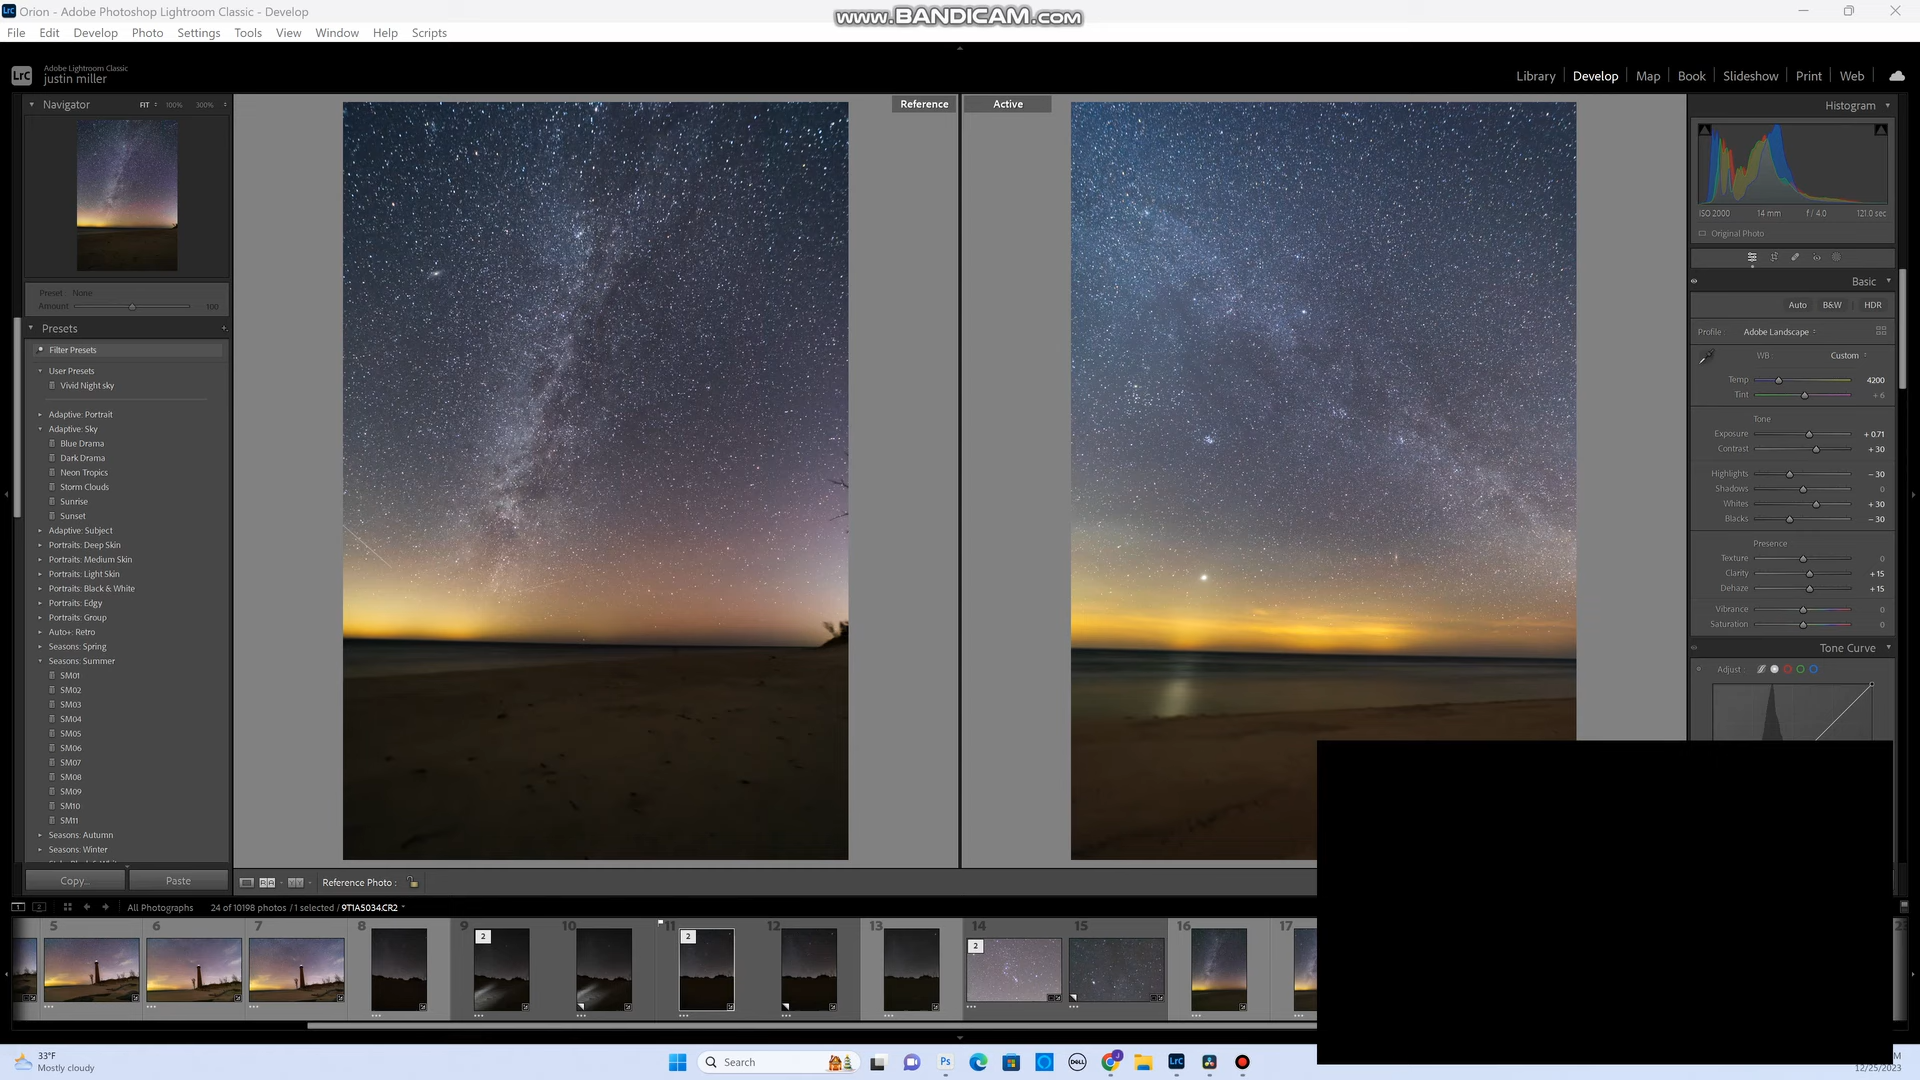 Orion - Adobe Photoshop Lightroom Classic - Develop
www.BANDICAM.com
File Edit Develop Photo Settings Tools View Window Help Scripts
LrC
Adobe Lightroom Classic
justin miller
Library Develop Map Book Slideshow Print Web
Navigator FIT 100% 300%
Reference
Active
Histogram
ISO 2000 14 mm f / 4.0 121.0 sec
Original Photo
Preset : None
Amount 100
Presets
Filter Presets
User Presets
Vivid Night sky
Adaptive: Portrait
Adaptive: Sky
Blue Drama
Dark Drama
Neon Tropics
Storm Clouds
Sunrise
Sunset
Adaptive: Subject
Portraits: Deep Skin
Portraits: Medium Skin
Portraits: Light Skin
Portraits: Black & White
Portraits: Edgy
Portraits: Group
Auto+: Retro
Seasons: Spring
Seasons: Summer
SM01
SM02
SM03
SM04
SM05
SM06
SM07
SM08
SM09
SM10
SM11
Seasons: Autumn
Seasons: Winter
Copy... Paste
Basic
Auto B&W HDR
Profile : Adobe Landscape
WB : Custom
Temp 4200
Tint + 6
Tone
Exposure + 0.71
Contrast + 30
Highlights − 30
Shadows 0
Whites + 30
Blacks − 30
Presence
Texture 0
Clarity + 15
Dehaze + 15
Vibrance 0
Saturation 0
Tone Curve
Adjust :
Reference Photo :
1 2 All Photographs 24 of 10198 photos / 1 selected / 9T1A5034.CR2
5 6 7 8 9 10 11 12 13 14 15 16 17
2 2 2
33°F
Mostly cloudy
Search
Ps
DELL
LrC
12/25/2023